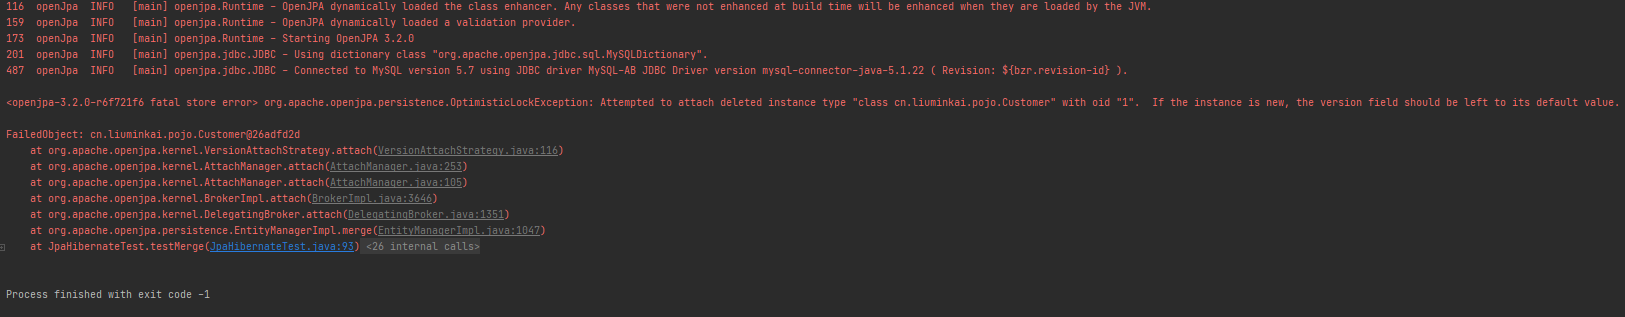 116  openJpa  INFO   [main] openjpa.Runtime - OpenJPA dynamically loaded the class enhancer. Any classes that were not enhanced at build time will be enhanced when they are loaded by the JVM.
159  openJpa  INFO   [main] openjpa.Runtime - OpenJPA dynamically loaded a validation provider.
173  openJpa  INFO   [main] openjpa.Runtime - Starting OpenJPA 3.2.0
201  openJpa  INFO   [main] openjpa.jdbc.JDBC - Using dictionary class "org.apache.openjpa.jdbc.sql.MySQLDictionary".
487  openJpa  INFO   [main] openjpa.jdbc.JDBC - Connected to MySQL version 5.7 using JDBC driver MySQL-AB JDBC Driver version mysql-connector-java-5.1.22 ( Revision: ${bzr.revision-id} ).
<openjpa-3.2.0-r6f721f6 fatal store error> org.apache.openjpa.persistence.OptimisticLockException: Attempted to attach deleted instance type "class cn.liuminkai.pojo.Customer" with oid "1".  If the instance is new, the version field should be left to its default value.
FailedObject: cn.liuminkai.pojo.Customer@26adfd2d
    at org.apache.openjpa.kernel.VersionAttachStrategy.attach(VersionAttachStrategy.java:116)
    at org.apache.openjpa.kernel.AttachManager.attach(AttachManager.java:253)
    at org.apache.openjpa.kernel.AttachManager.attach(AttachManager.java:105)
    at org.apache.openjpa.kernel.BrokerImpl.attach(BrokerImpl.java:3646)
    at org.apache.openjpa.kernel.DelegatingBroker.attach(DelegatingBroker.java:1351)
    at org.apache.openjpa.persistence.EntityManagerImpl.merge(EntityManagerImpl.java:1047)
    at JpaHibernateTest.testMerge(JpaHibernateTest.java:93) <26 internal calls>
Process finished with exit code -1